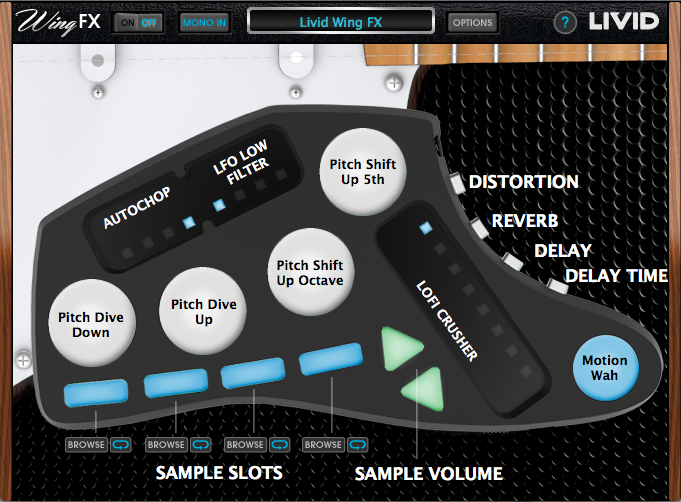 Wing FX
ON OFF
MONO IN
Livid Wing FX
OPTIONS
?
LIVID
AUTOCHOP
LFO LOW
FILTER
Pitch Shift
Up 5th
DISTORTION
REVERB
DELAY
DELAY TIME
Pitch Shift
Up Octave
Pitch Dive
Down
Pitch Dive
Up
LOFI CRUSHER
Motion
Wah
BROWSE
BROWSE
BROWSE
BROWSE
SAMPLE SLOTS
SAMPLE VOLUME